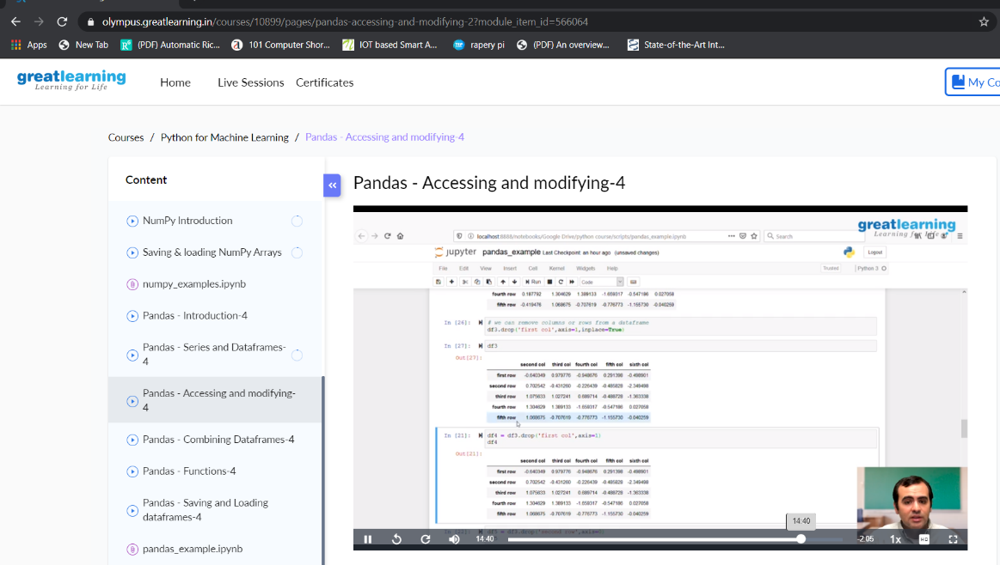 olympus.greatlearning.in/courses/10899/pages/pandas-accessing-and-modifying-2?module_item_id=566064
Apps New Tab (PDF) Automatic Ric... 101 Computer Shor... IOT based Smart A... rapery pi (PDF) An overview... State-of-the-Art Int...
greatlearning
Learning for Life
Home Live Sessions Certificates
My Co
Courses / Python for Machine Learning / Pandas - Accessing and modifying-4
Content
Pandas - Accessing and modifying-4
NumPy Introduction
Saving & loading NumPy Arrays
numpy_examples.ipynb
Pandas - Introduction-4
Pandas - Series and Dataframes-
4
Pandas - Accessing and modifying-
4
Pandas - Combining Dataframes-4
Pandas - Functions-4
Pandas - Saving and Loading
dataframes-4
pandas_example.ipynb
greatlearning
Learning for Life
localhost:8888/notebooks/Google Drive/python course/scripts/pandas_example.ipynb
Search
jupyter pandas_example Last Checkpoint: an hour ago (unsaved changes)
Logout
File Edit View Insert Cell Kernel Widgets Help
Trusted Python 3
Run Code
fourth row 0.187792 1.304629 1.389133 -1.659317 -0.547186 0.027058
fifth row -0.419476 1.068675 -0.707619 -0.776773 -1.155730 -0.040259
In [26]: # we can remove columns or rows from a dataframe
df3.drop('first col',axis=1,inplace=True)
In [27]: df3
Out[27]:
second col third col fourth col fifth col sixth col
first row -0.640349 0.979776 -0.948676 0.291398 -0.498901
second row 0.702542 -0.431260 -0.226439 -0.485828 -2.349498
third row 1.075633 1.027241 0.689714 -0.488728 -1.363338
fourth row 1.304629 1.389133 -1.659317 -0.547186 0.027058
fifth row 1.068675 -0.707619 -0.776773 -1.155730 -0.040259
In [21]: df4 = df3.drop('first col',axis=1)
df4
Out[21]:
second col third col fourth col fifth col sixth col
first row -0.640349 0.979776 -0.948676 0.291398 -0.498901
second row 0.702542 -0.431260 -0.226439 -0.485828 -2.349498
third row 1.075633 1.027241 0.689714 -0.488728 -1.363338
fourth row 1.304629 1.389133 -1.659317 -0.547186 0.027058
fifth row 1.068675 -0.707619 -0.776773 -1.155730 -0.040259
14:40
14:40 -2:05 1x HD